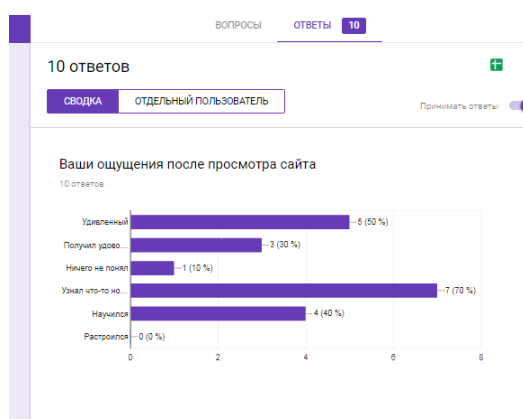 ВОПРОСЫ ОТВЕТЫ 10
10 ответов
СВОДКА ОТДЕЛЬНЫЙ ПОЛЬЗОВАТЕЛЬ
Принимать ответы
Ваши ощущения после просмотра сайта
10 ответов
Удивленный 5 (50 %)
Получил удово... 3 (30 %)
Ничего не понял 1 (10 %)
Узнал что-то но... 7 (70 %)
Научился 4 (40 %)
Растроился 0 (0 %)
0 2 4 6 8